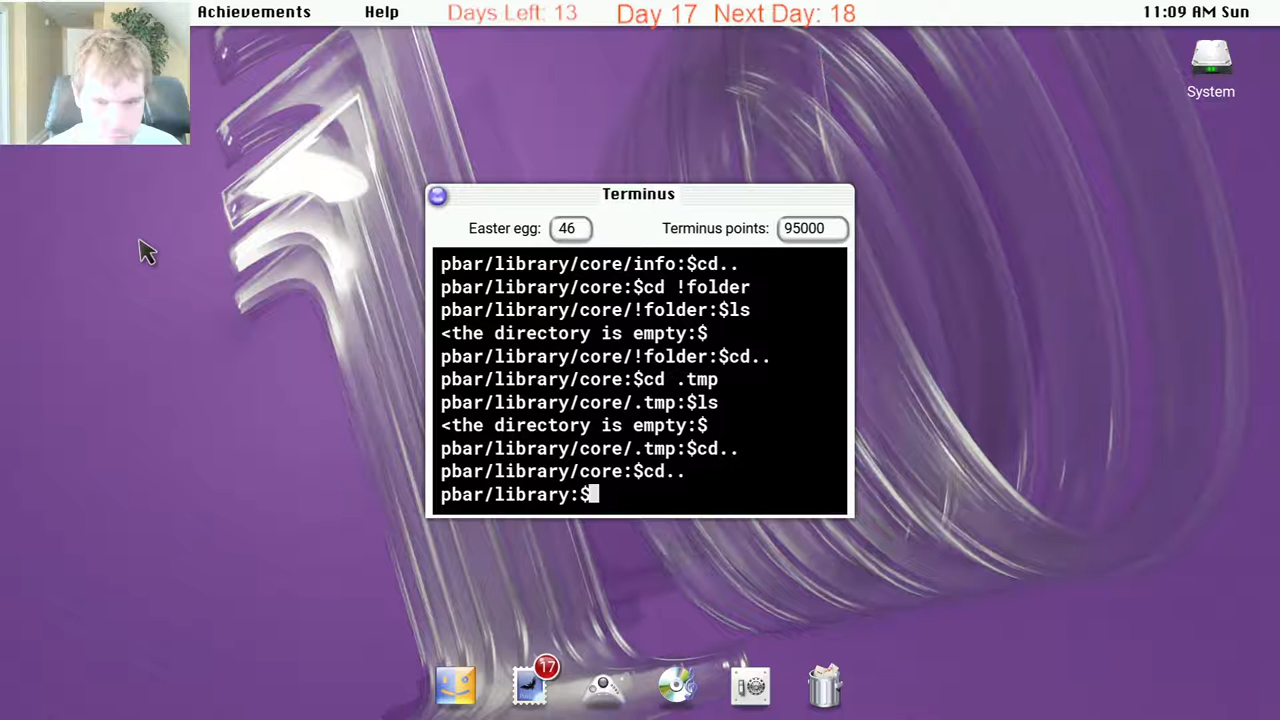 Achievements Help Days Left: 13 Day 17 Next Day: 18 11:09 AM Sun
System
Terminus
Easter egg: 46 Terminus points: 95000
pbar/library/core/info:$cd..
pbar/library/core:$cd !folder
pbar/library/core/!folder:$ls
<the directory is empty:$
pbar/library/core/!folder:$cd..
pbar/library/core:$cd .tmp
pbar/library/core/.tmp:$ls
<the directory is empty:$
pbar/library/core/.tmp:$cd..
pbar/library/core:$cd..
pbar/library:$
17